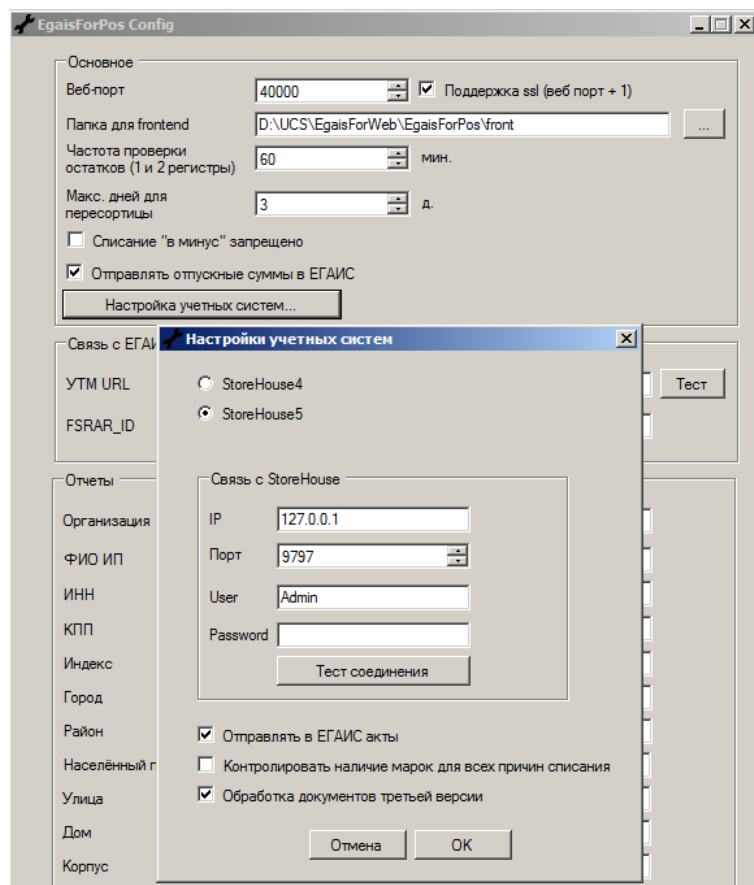 EgaisForPos Config
Основное
Веб-порт 40000 Поддержка ssl (веб порт + 1)
Папка для frontend D:\UCS\EgaisForWeb\EgaisForPos\front ...
Частота проверки
остатков (1 и 2 регистры) 60 мин.
Макс. дней для
пересортицы 3 д.
Списание "в минус" запрещено
Отправлять отпускные суммы в ЕГАИС
Настройка учетных систем...
Связь с ЕГАИ
УТМ URL Тест
FSRAR_ID
Отчеты
Организация
ФИО ИП
ИНН
КПП
Индекс
Город
Район
Населённый п
Улица
Дом
Корпус
Настройки учетных систем
StoreHouse4
StoreHouse5
Связь с StoreHouse
IP 127.0.0.1
Порт 9797
User Admin
Password
Тест соединения
Отправлять в ЕГАИС акты
Контролировать наличие марок для всех причин списания
Обработка документов третьей версии
Отмена OK